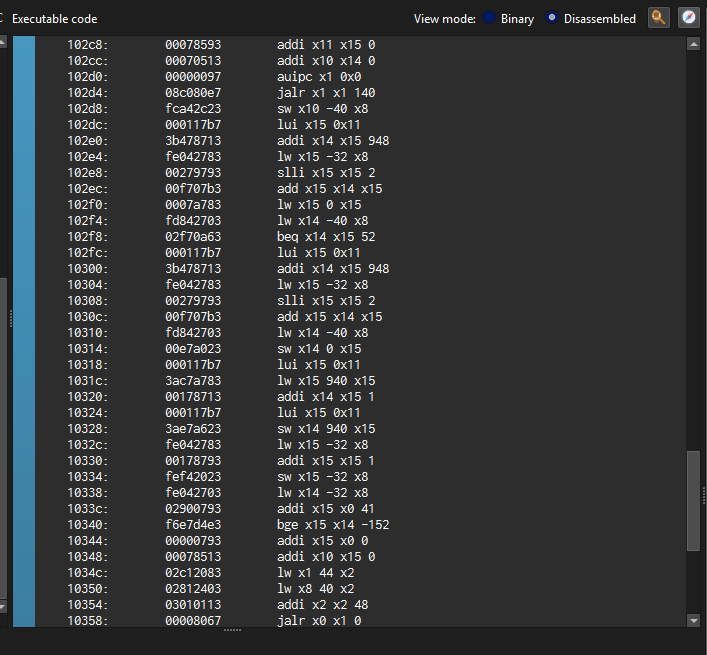 C Executable code View mode: Binary Disassembled
102c8: 00078593 addi x11 x15 0
102cc: 00070513 addi x10 x14 0
102d0: 00000097 auipc x1 0x0
102d4: 08c080e7 jalr x1 x1 140
102d8: fca42c23 sw x10 -40 x8
102dc: 000117b7 lui x15 0x11
102e0: 3b478713 addi x14 x15 948
102e4: fe042783 lw x15 -32 x8
102e8: 00279793 slli x15 x15 2
102ec: 00f707b3 add x15 x14 x15
102f0: 0007a783 lw x15 0 x15
102f4: fd842703 lw x14 -40 x8
102f8: 02f70a63 beq x14 x15 52
102fc: 000117b7 lui x15 0x11
10300: 3b478713 addi x14 x15 948
10304: fe042783 lw x15 -32 x8
10308: 00279793 slli x15 x15 2
1030c: 00f707b3 add x15 x14 x15
10310: fd842703 lw x14 -40 x8
10314: 00e7a023 sw x14 0 x15
10318: 000117b7 lui x15 0x11
1031c: 3ac7a783 lw x15 940 x15
10320: 00178713 addi x14 x15 1
10324: 000117b7 lui x15 0x11
10328: 3ae7a623 sw x14 940 x15
1032c: fe042783 lw x15 -32 x8
10330: 00178793 addi x15 x15 1
10334: fef42023 sw x15 -32 x8
10338: fe042703 lw x14 -32 x8
1033c: 02900793 addi x15 x0 41
10340: f6e7d4e3 bge x15 x14 -152
10344: 00000793 addi x15 x0 0
10348: 00078513 addi x10 x15 0
1034c: 02c12083 lw x1 44 x2
10350: 02812403 lw x8 40 x2
10354: 03010113 addi x2 x2 48
10358: 00008067 jalr x0 x1 0